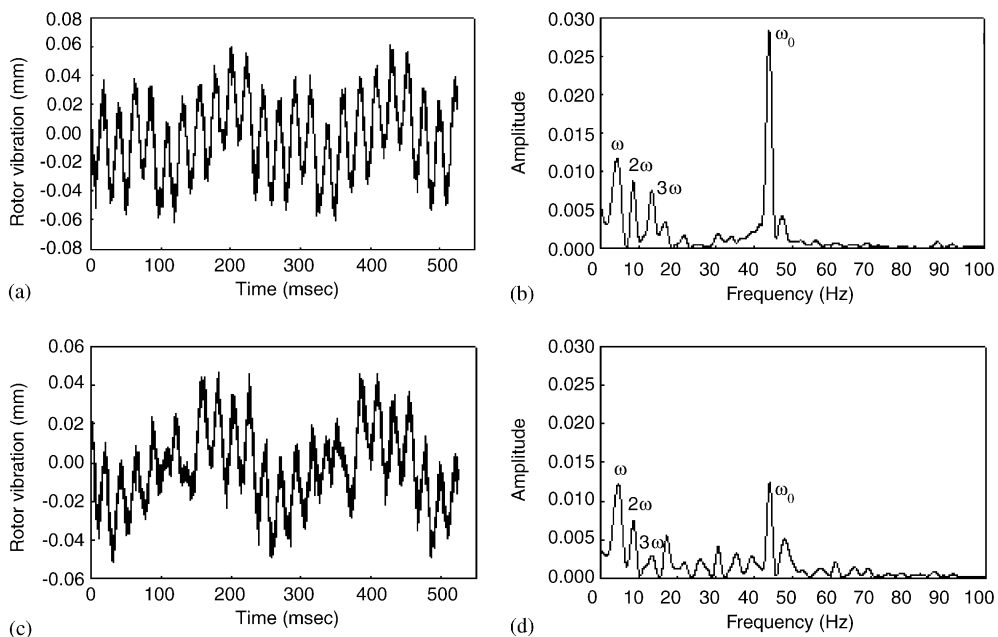 0.08
0.06
0.04
0.02
0.00
-0.02
-0.04
-0.06
-0.08
Rotor vibration (mm)
0 100 200 300 400 500
Time (msec)
(a)
0.030
0.025
0.020
0.015
0.010
0.005
0.000
Amplitude
ω
2ω
3ω
ω₀
0 10 20 30 40 50 60 70 80 90 100
Frequency (Hz)
(b)
0.06
0.04
0.02
0.00
-0.02
-0.04
-0.06
Rotor vibration (mm)
0 100 200 300 400 500
Time (msec)
(c)
0.030
0.025
0.020
0.015
0.010
0.005
0.000
Amplitude
ω
2ω
3ω
ω₀
0 10 20 30 40 50 60 70 80 90 100
Frequency (Hz)
(d)